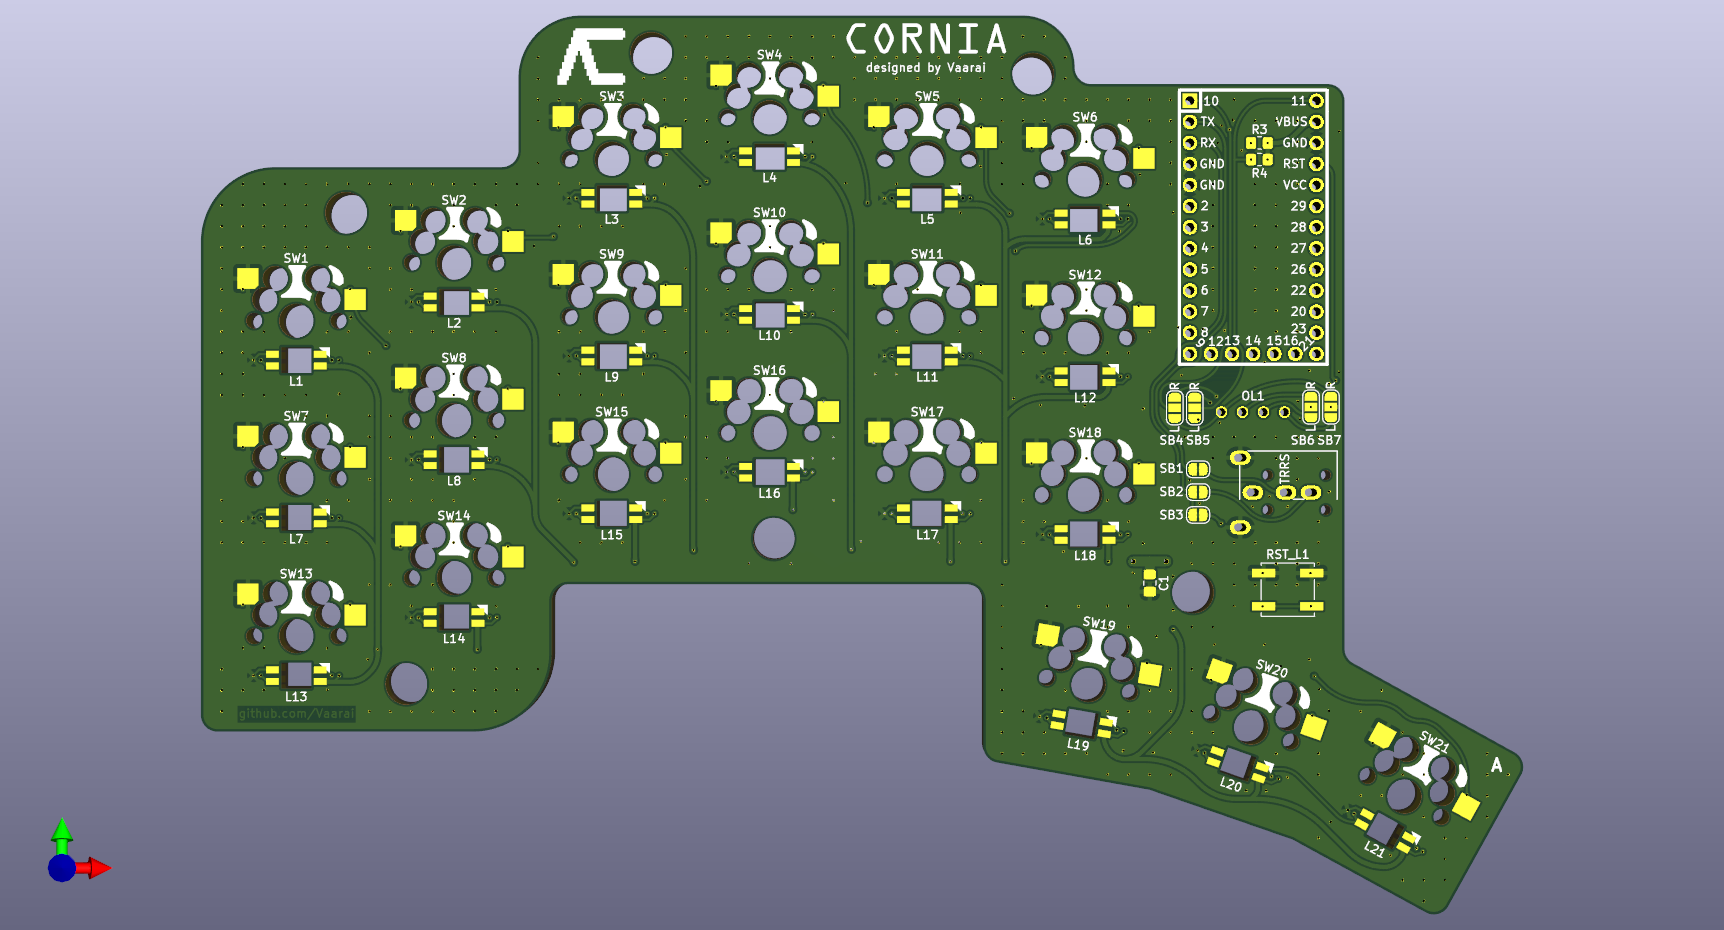 CORNIA
designed by Vaarai
SW4
SW3
SW5
SW6
10
11
TX
VBUS
R3
RX
GND
GND
RST
R4
GND
VCC
2
29
3
28
4
27
5
26
6
22
7
20
8
23
9
12
13
14
15
16
21
L4
L3
L5
L6
SW2
SW10
SW1
SW9
SW11
SW12
L2
L10
L1
L9
L11
L12
SW8
SW16
SW7
SW15
SW17
SW18
R
R
L
L
OL1
R
R
L
L
SB4
SB5
SB6
SB7
SB1
SB2
SB3
TRRS
L8
L16
L7
L15
L17
L18
SW14
SW13
C1
RST_L1
L14
L13
github.com/Vaarai
SW19
SW20
SW21
L19
L20
L21
A